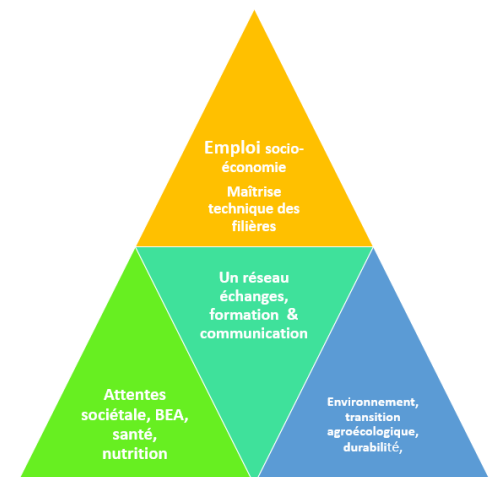 Emploi socio-
économie
Maîtrise
technique des
filières
Un réseau
échanges,
formation & 
communication
Attentes
sociétale, BEA,
santé,
nutrition
Environnement,
transition
agroécologique,
durabilité,